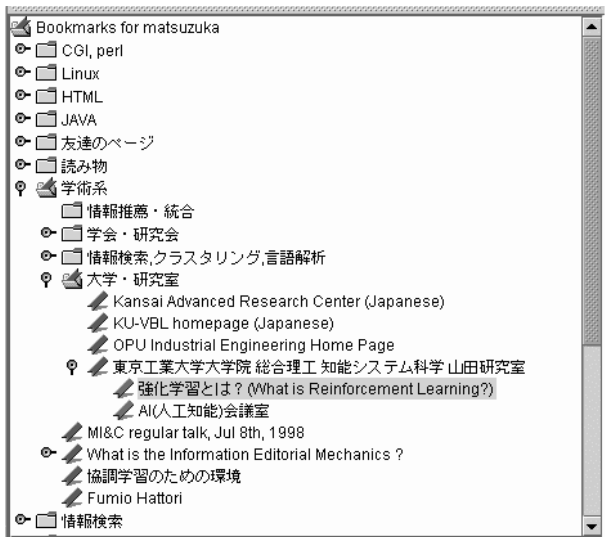 Bookmarks for matsuzuka
CGI, perl
Linux
HTML
JAVA
友達のページ
読み物
学術系
情報推薦・統合
学会・研究会
情報検索,クラスタリング,言語解析
大学・研究室
Kansai Advanced Research Center (Japanese)
KU-VBL homepage (Japanese)
OPU Industrial Engineering Home Page
東京工業大学大学院 総合理工 知能システム科学 山田研究室
強化学習とは？(What is Reinforcement Learning?)
AI(人工知能)会議室
MI&C regular talk, Jul 8th, 1998
What is the Information Editorial Mechanics ?
協調学習のための環境
Fumio Hattori
情報検索